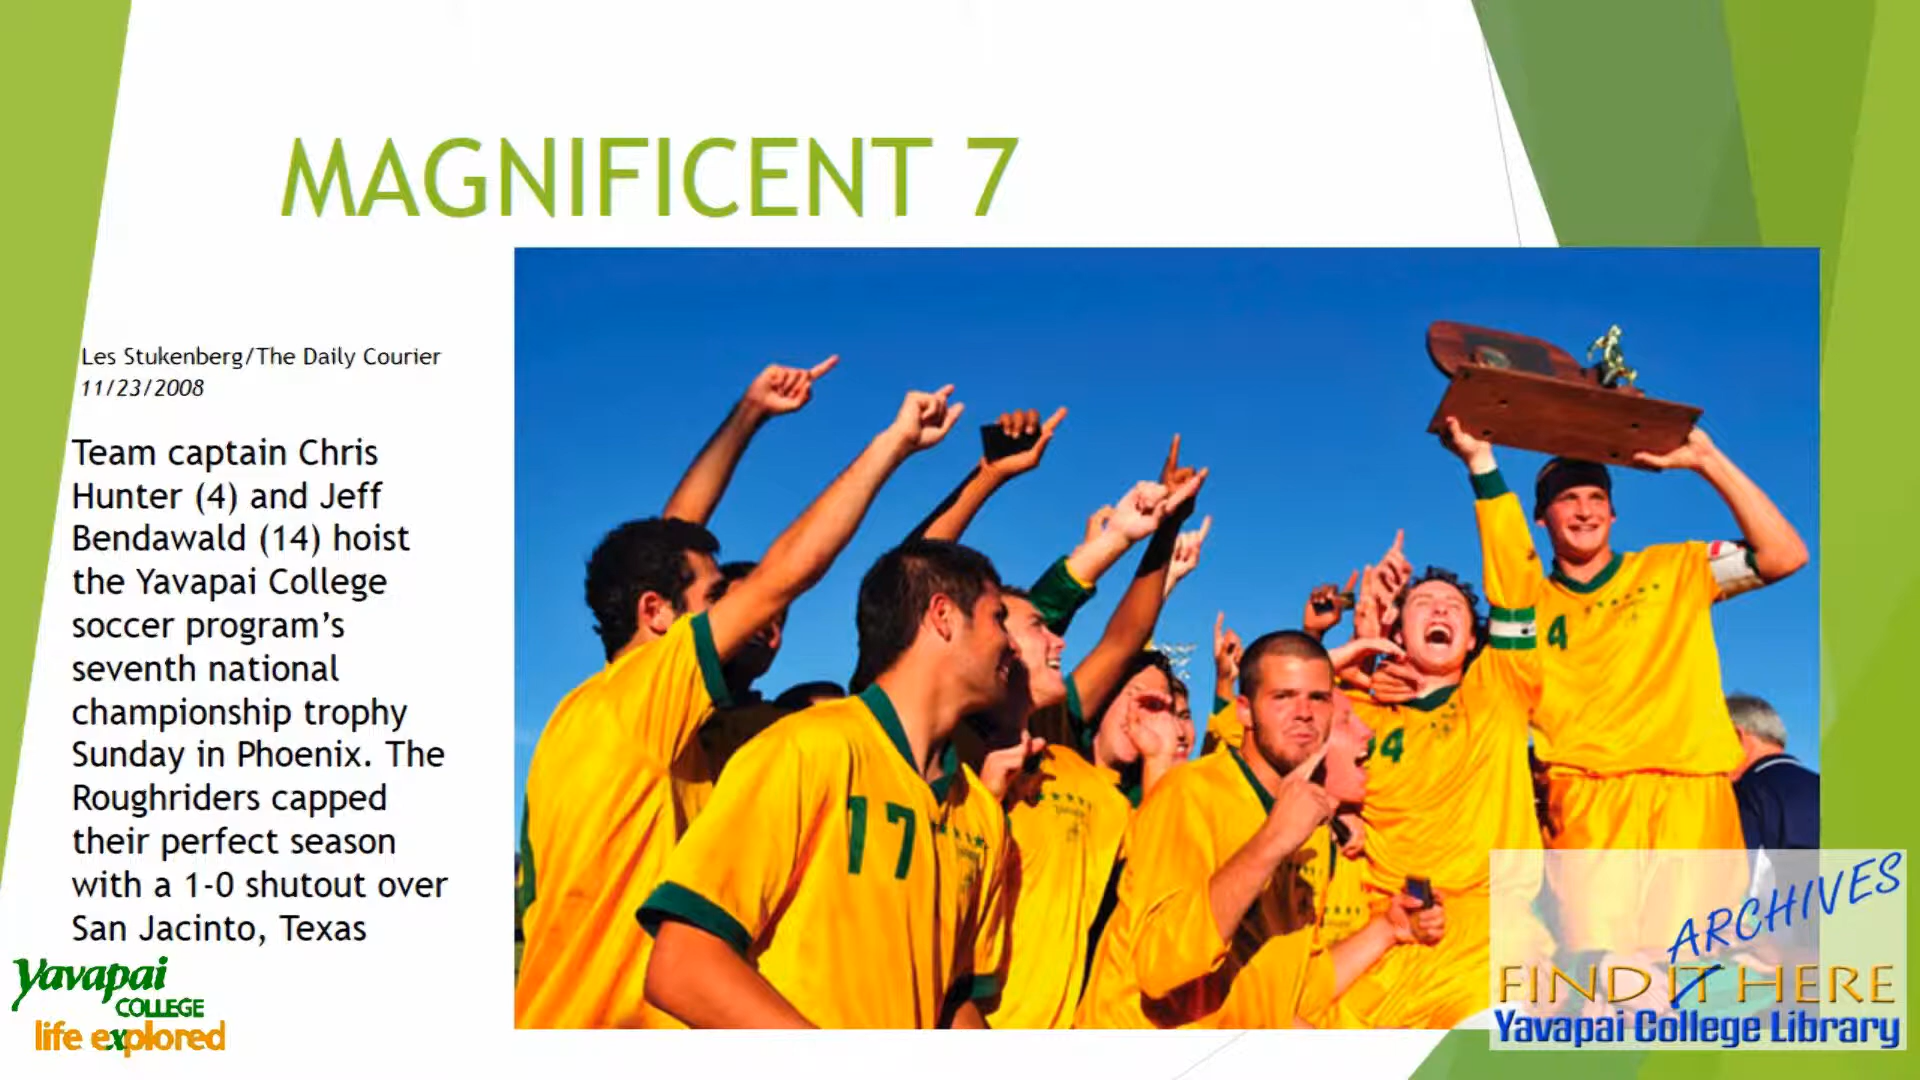 MAGNIFICENT 7
Les Stukenberg/The Daily Courier
11/23/2008
Team captain Chris
Hunter (4) and Jeff
Bendawald (14) hoist
the Yavapai College
soccer program’s
seventh national
championship trophy
Sunday in Phoenix. The
Roughriders capped
their perfect season
with a 1-0 shutout over
San Jacinto, Texas
17
14
4
Yavapai
COLLEGE
life explored
ARCHIVES
FIND IT HERE
Yavapai College Library